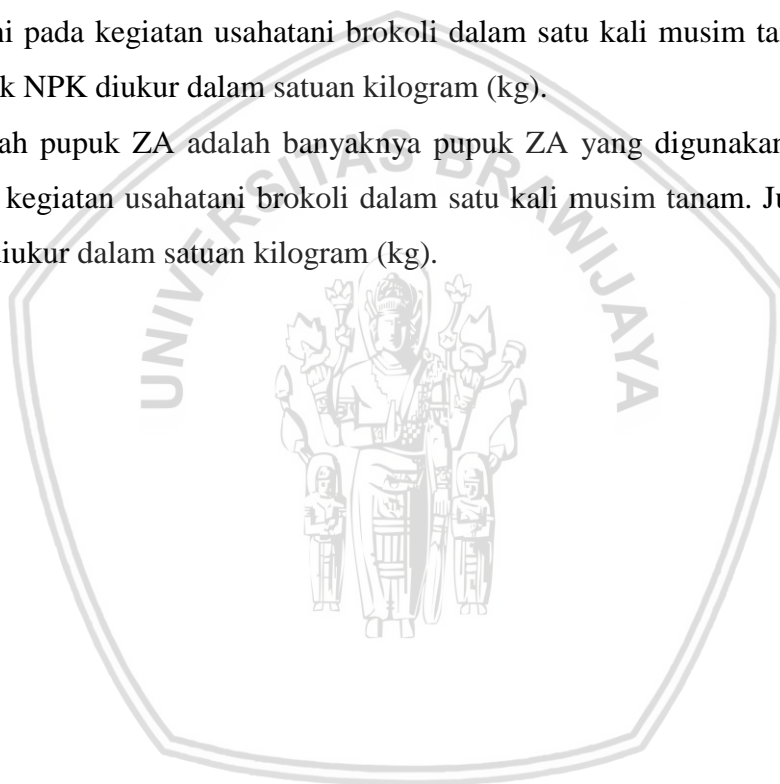 ni pada kegiatan usahatani brokoli dalam satu kali musim ta
k NPK diukur dalam satuan kilogram (kg).
ah pupuk ZA adalah banyaknya pupuk ZA yang digunakan
kegiatan usahatani brokoli dalam satu kali musim tanam. Ju
diukur dalam satuan kilogram (kg).
UNIVERSITAS BRAWIJAYA